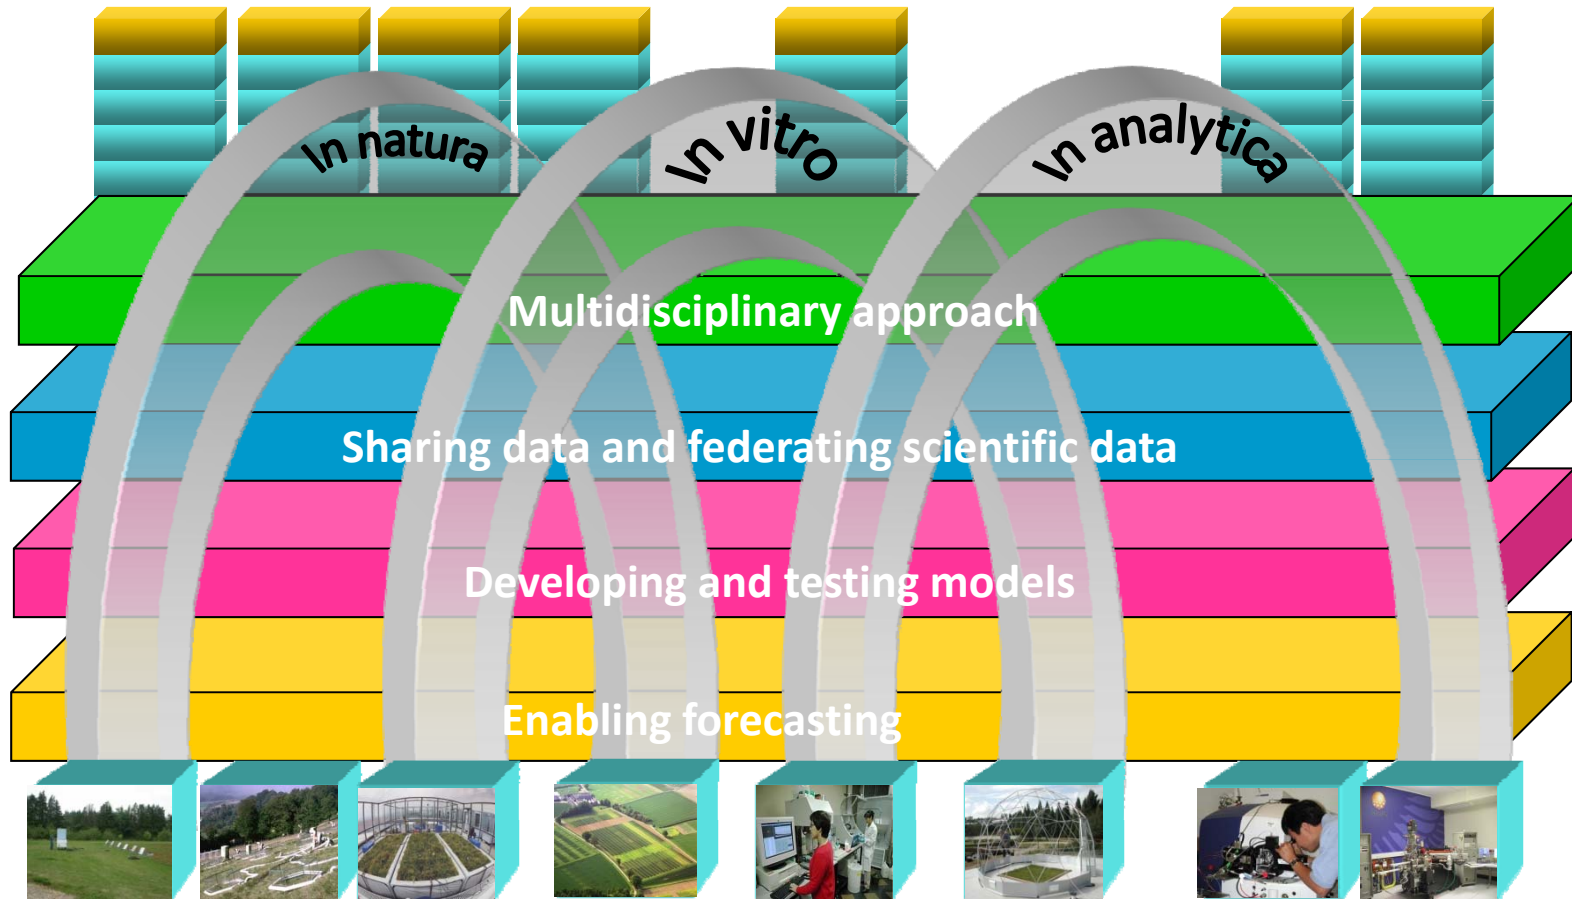 In natura
In vitro
In analytica
Multidisciplinary approach
Sharing data and federating scientific data
Developing and testing models
Enabling forecasting